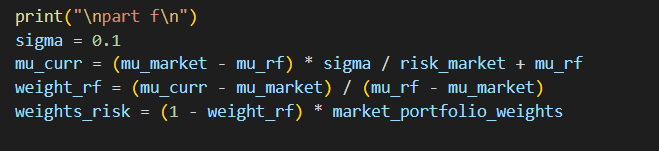 print("\npart f\n")
sigma = 0.1
mu_curr = (mu_market - mu_rf) * sigma / risk_market + mu_rf
weight_rf = (mu_curr - mu_market) / (mu_rf - mu_market)
weights_risk = (1 - weight_rf) * market_portfolio_weights